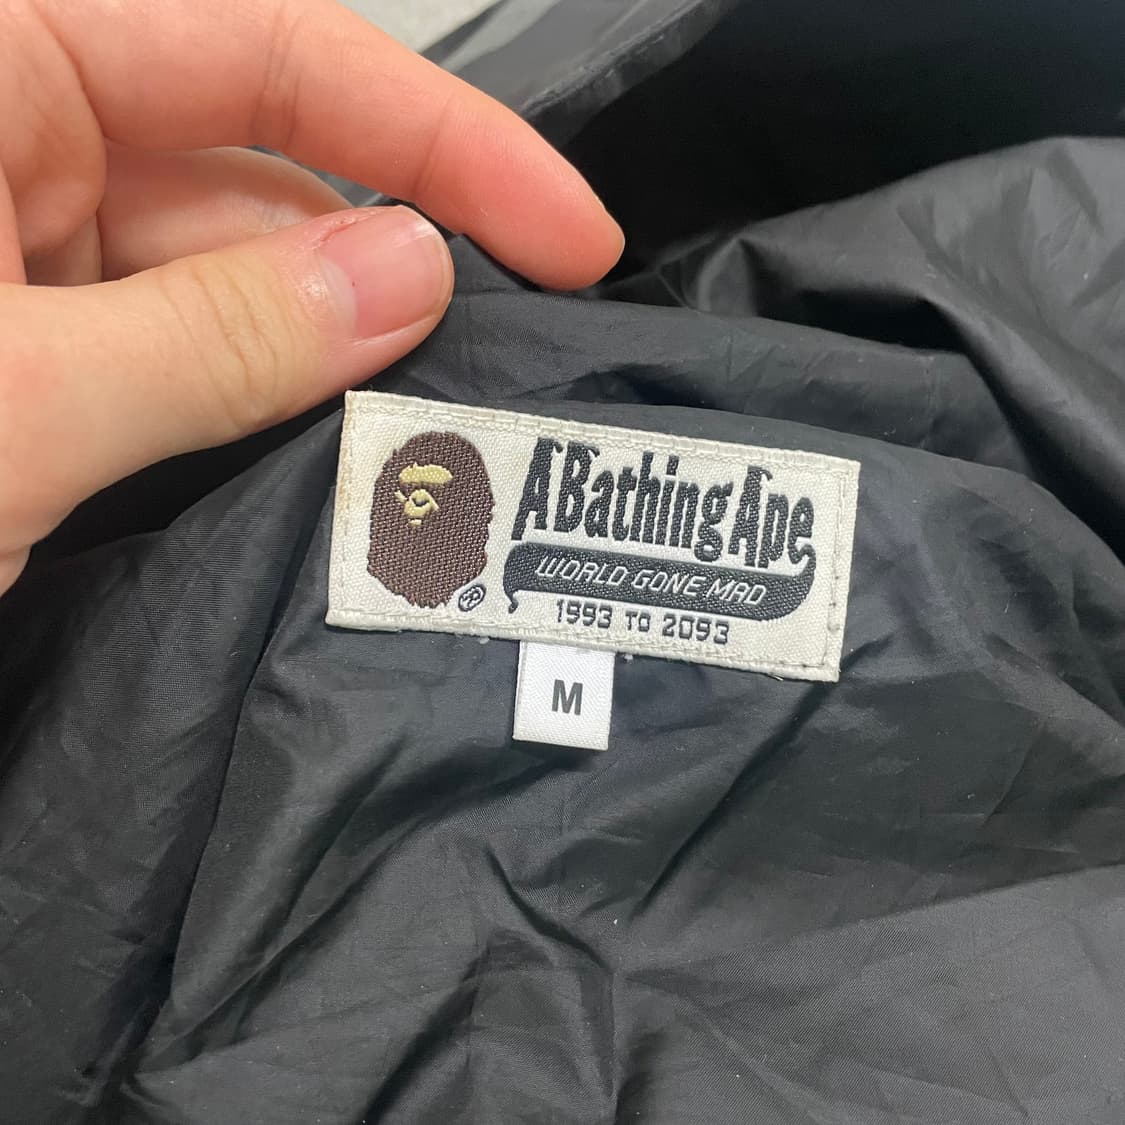 A Bathing Ape
WORLD GONE MAD
1993 TO 2093
®
M